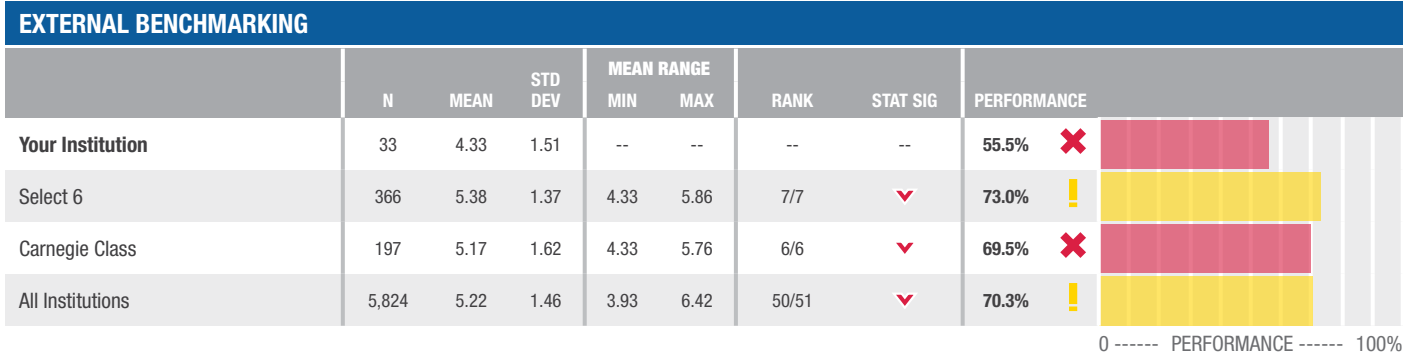 EXTERNAL BENCHMARKING
N MEAN STD DEV MEAN RANGE MIN MAX RANK STAT SIG PERFORMANCE
Your Institution 33 4.33 1.51 -- -- -- -- 55.5%
Select 6 366 5.38 1.37 4.33 5.86 7/7 73.0%
Carnegie Class 197 5.17 1.62 4.33 5.76 6/6 69.5%
All Institutions 5,824 5.22 1.46 3.93 6.42 50/51 70.3%
0 ------ PERFORMANCE ------ 100%